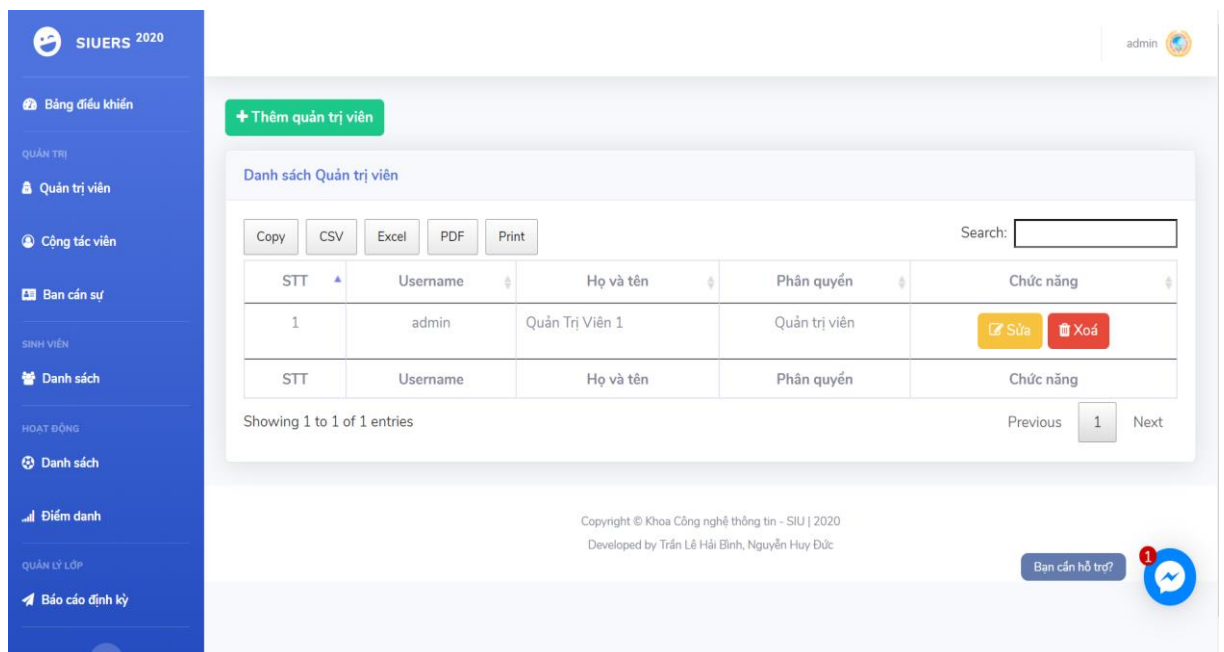 SIUERS 2020
admin
Bảng điều khiển
QUẢN TRỊ
Quản trị viên
Cộng tác viên
Ban cán sự
SINH VIÊN
Danh sách
HOẠT ĐỘNG
Danh sách
Điểm danh
QUẢN LÝ LỚP
Báo cáo định kỳ
+ Thêm quản trị viên
Danh sách Quản trị viên
Copy CSV Excel PDF Print Search:
STT Username Họ và tên Phân quyền Chức năng
1 admin Quản Trị Viên 1 Quản trị viên Sửa Xoá
STT Username Họ và tên Phân quyền Chức năng
Showing 1 to 1 of 1 entries Previous 1 Next
Copyright © Khoa Công nghệ thông tin - SIU | 2020
Developed by Trần Lê Hải Bình, Nguyễn Huy Đức
Bạn cần hỗ trợ? 1